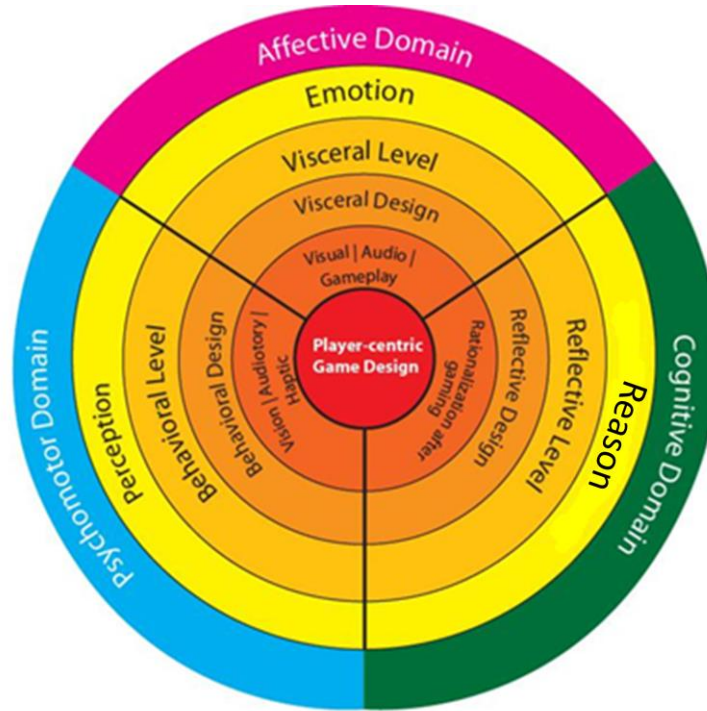 Affective Domain
Emotion
Visceral Level
Visceral Design
Visual | Audio |
Gameplay
Player-centric
Game Design
Psychomotor Domain
Perception
Behavioral Level
Behavioral Design
Vision | Audiotory |
Haptic
Rationalization after
gaming
Reflective Design
Reflective Level
Reason
Cognitive Domain